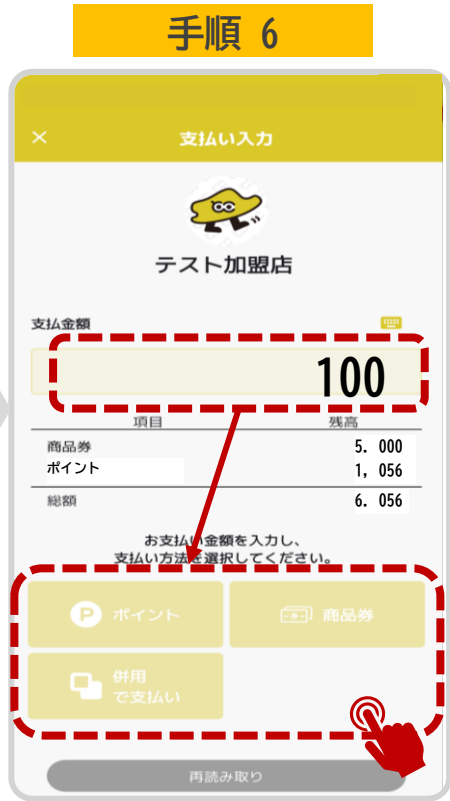 手順 6
×
支払い入力
テスト加盟店
支払金額
100
項目 残高
商品券 5. 000
ポイント 1, 056
総額 6. 056
お支払い金額を入力し、
支払い方法を選択してください。
P ポイント
商品券
併用
で支払い
再読み取り